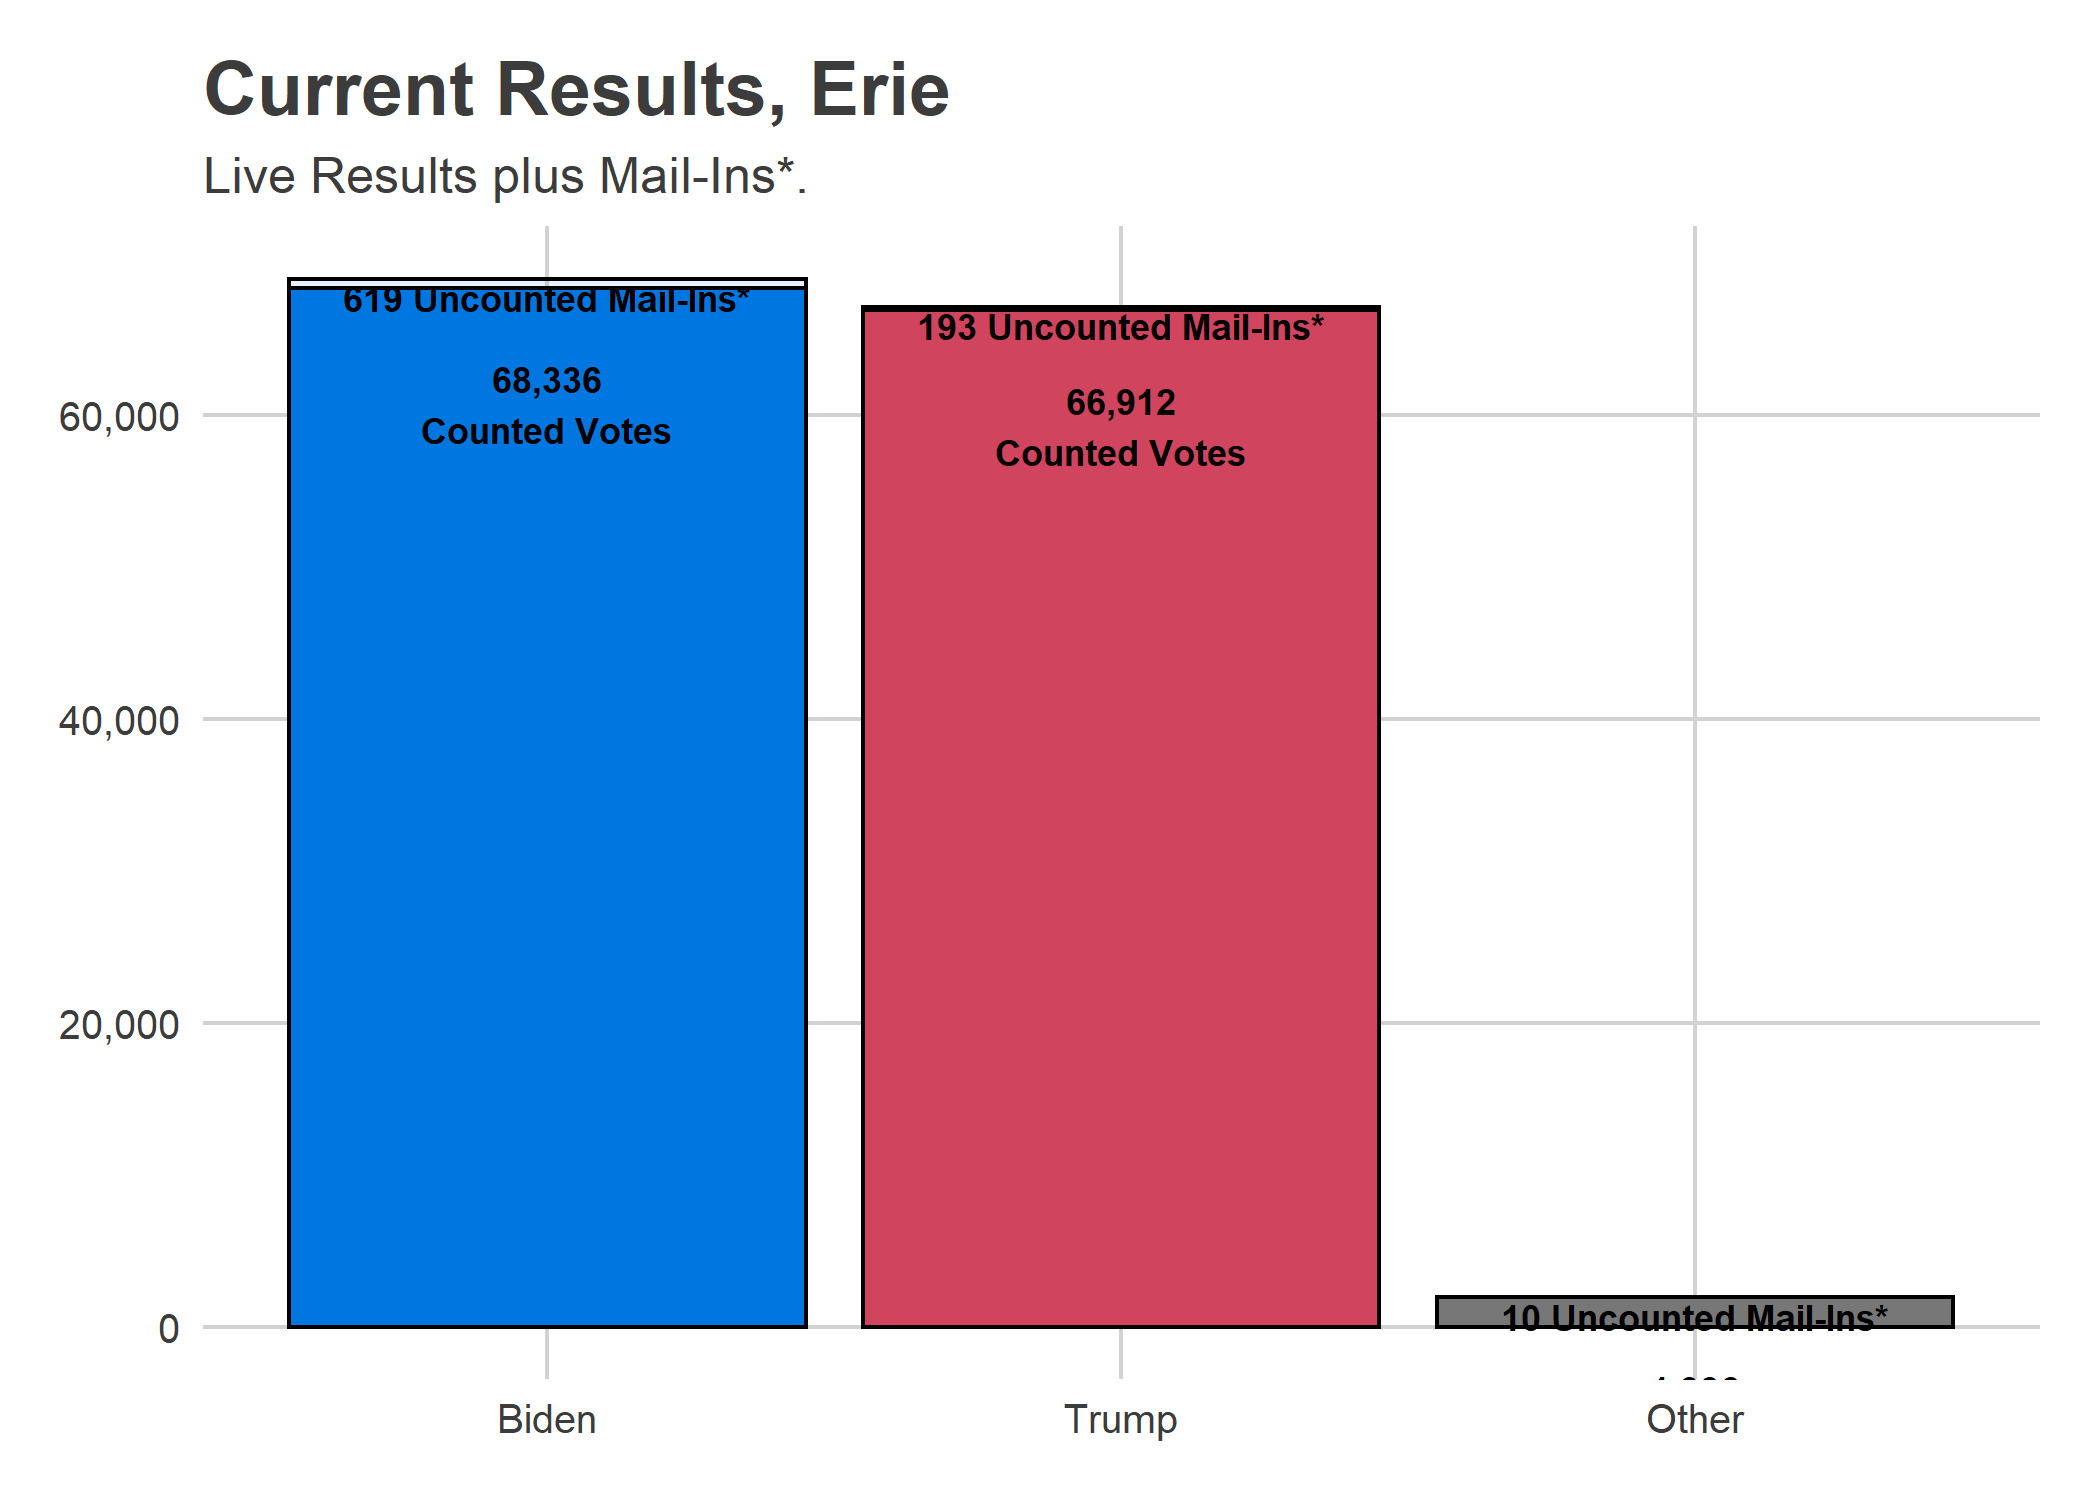 Current Results, Erie
Live Results plus Mail-Ins*.
619 Uncounted Mail-Ins*
68,336
Counted Votes
193 Uncounted Mail-Ins*
66,912
Counted Votes
10 Uncounted Mail-Ins*
60,000
40,000
20,000
0
Biden
Trump
Other